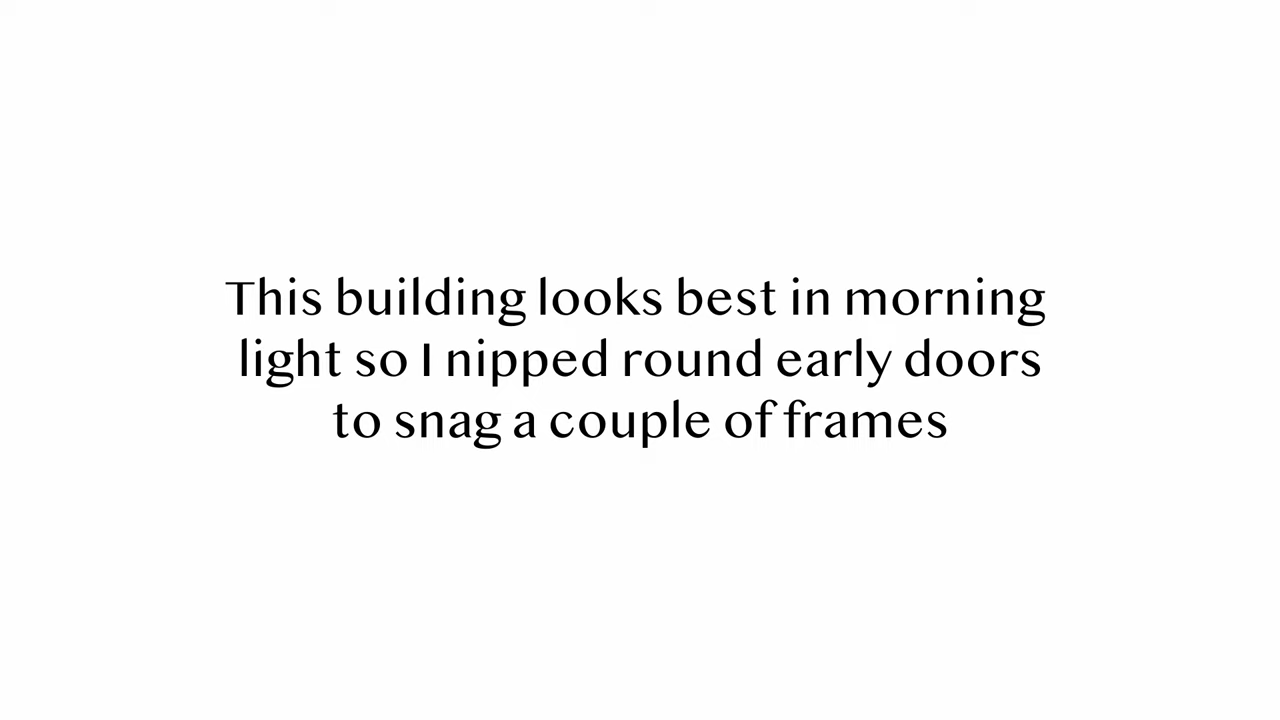 This building looks best in morning
light so I nipped round early doors
to snag a couple of frames